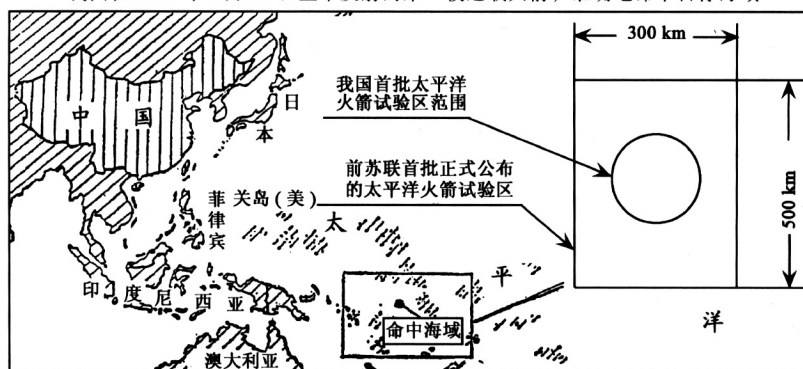 300 km
我国首批太平洋
火箭试验区范围
前苏联首批正式公布
的太平洋火箭试验区
500 km
中国
日本
菲律宾
关岛（美）
太平洋
印度尼西亚
命中海域
澳大利亚